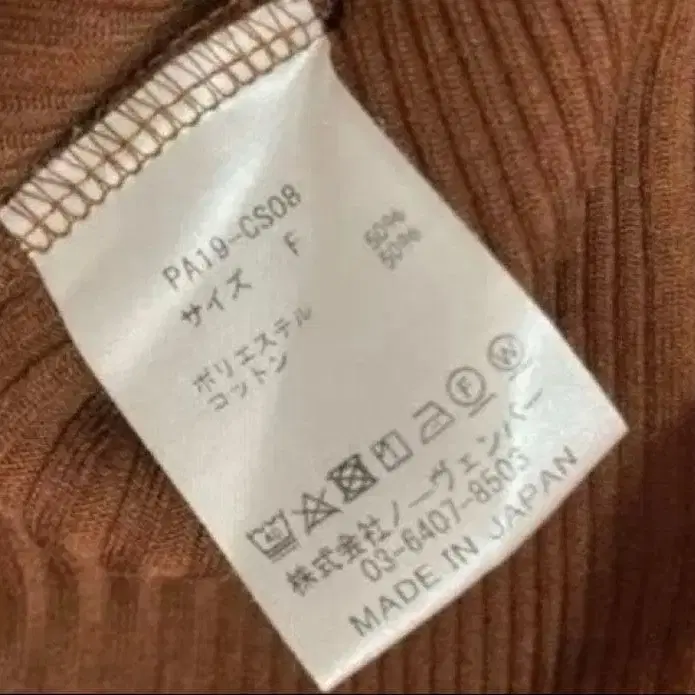 PA19-CS08
サイズ F
ポリエステル 50%
コットン 50%
40
F W
株式会社ノーヴェンバー
03-6407-8503
MADE IN JAPAN